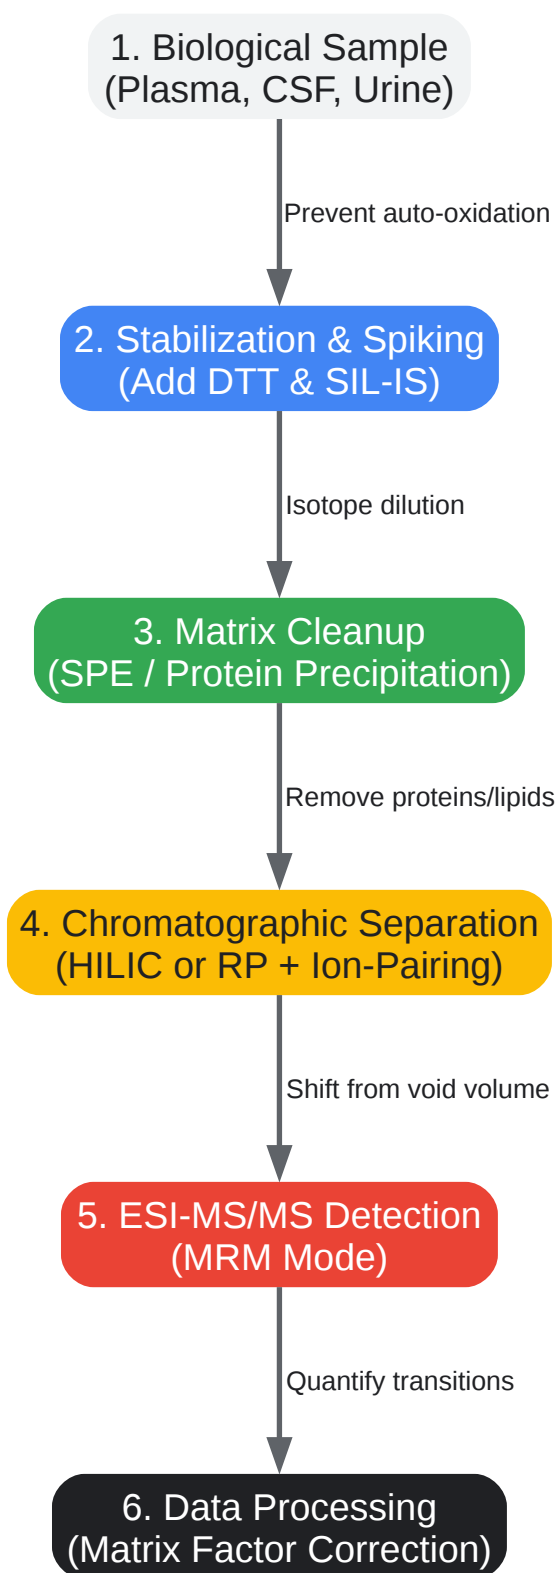 1. Biological Sample
(Plasma, CSF, Urine)
Prevent auto-oxidation
2. Stabilization & Spiking
(Add DTT & SIL-IS)
Isotope dilution
3. Matrix Cleanup
(SPE / Protein Precipitation)
Remove proteins/lipids
4. Chromatographic Separation
(HILIC or RP + Ion-Pairing)
Shift from void volume
5. ESI-MS/MS Detection
(MRM Mode)
Quantify transitions
6. Data Processing
(Matrix Factor Correction)